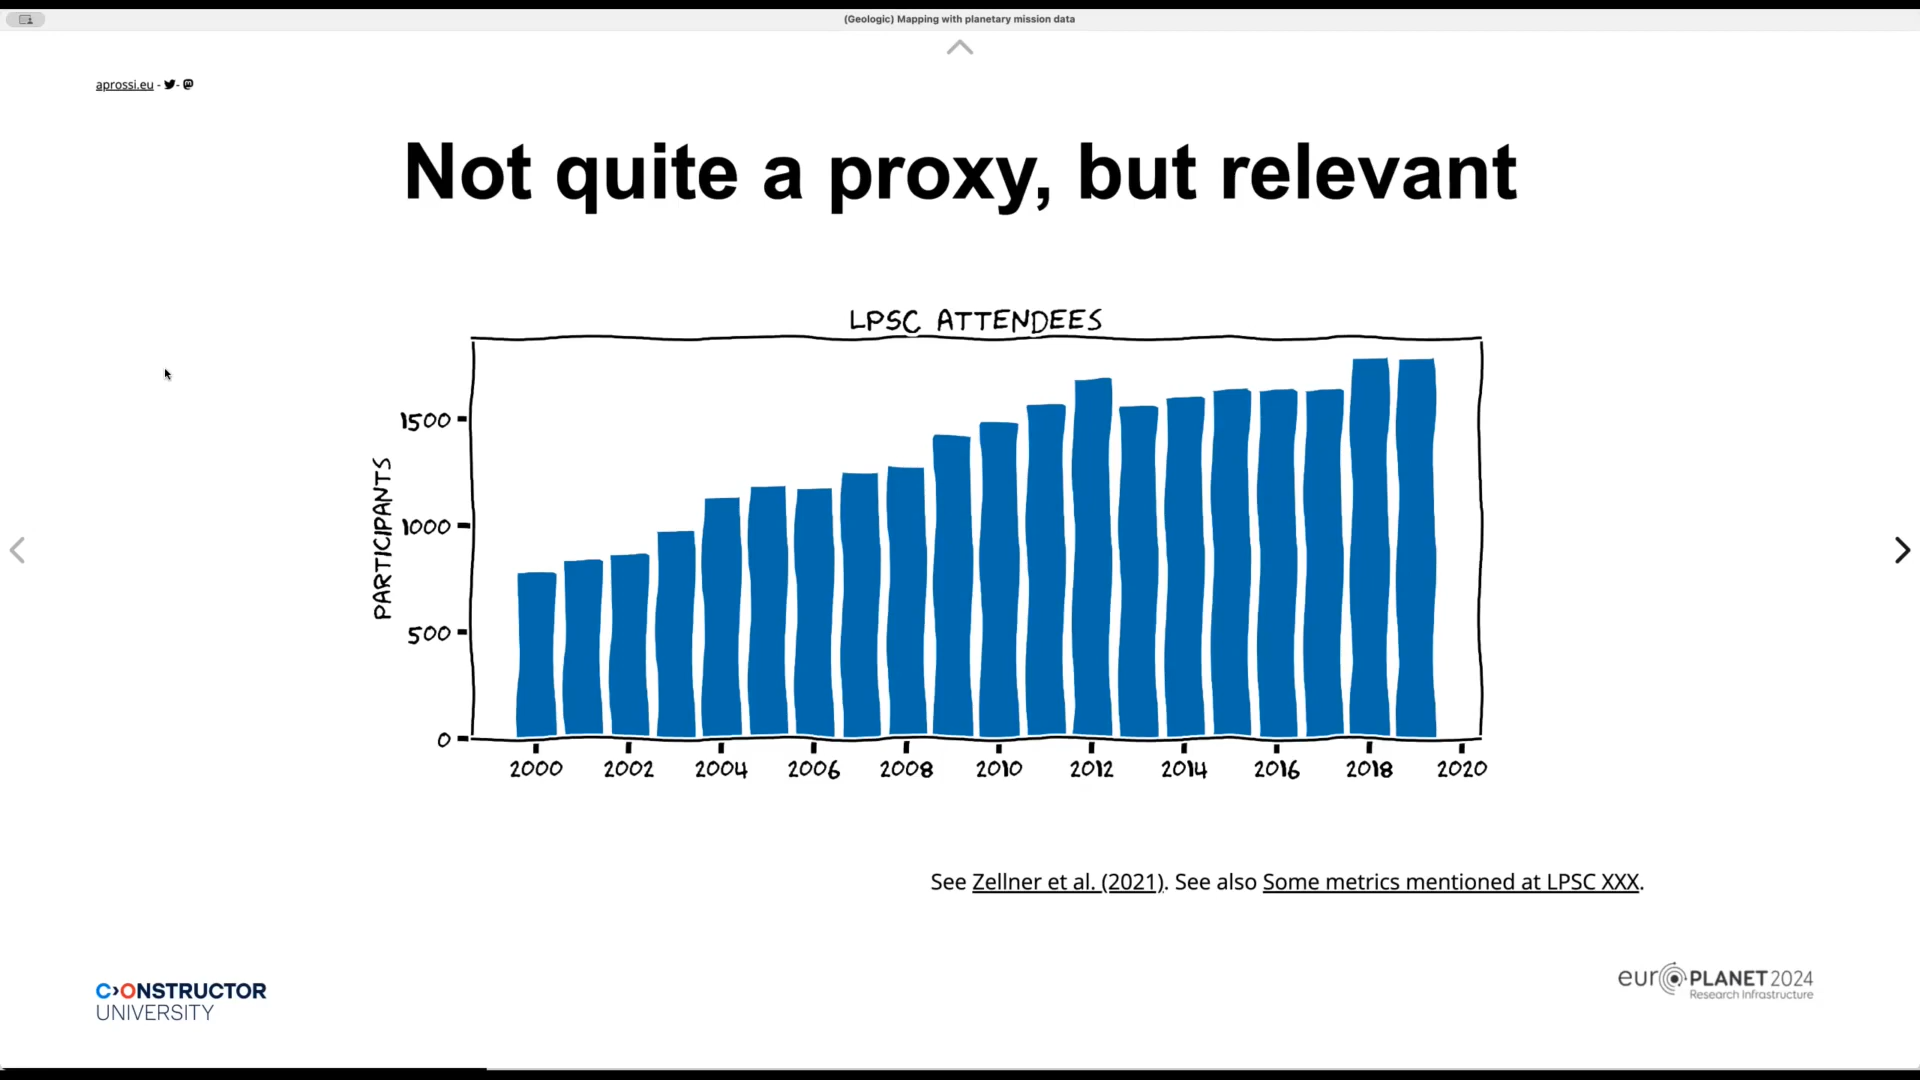 (Geologic) Mapping with planetary mission data
aprossi.eu - -
Not quite a proxy, but relevant
LPSC ATTENDEES
PARTICIPANTS
1500
1000
500
0
2000 2002 2004 2006 2008 2010 2012 2014 2016 2018 2020
See Zellner et al. (2021). See also Some metrics mentioned at LPSC XXX.
CONSTRUCTOR
UNIVERSITY
euroPLANET 2024
Research Infrastructure